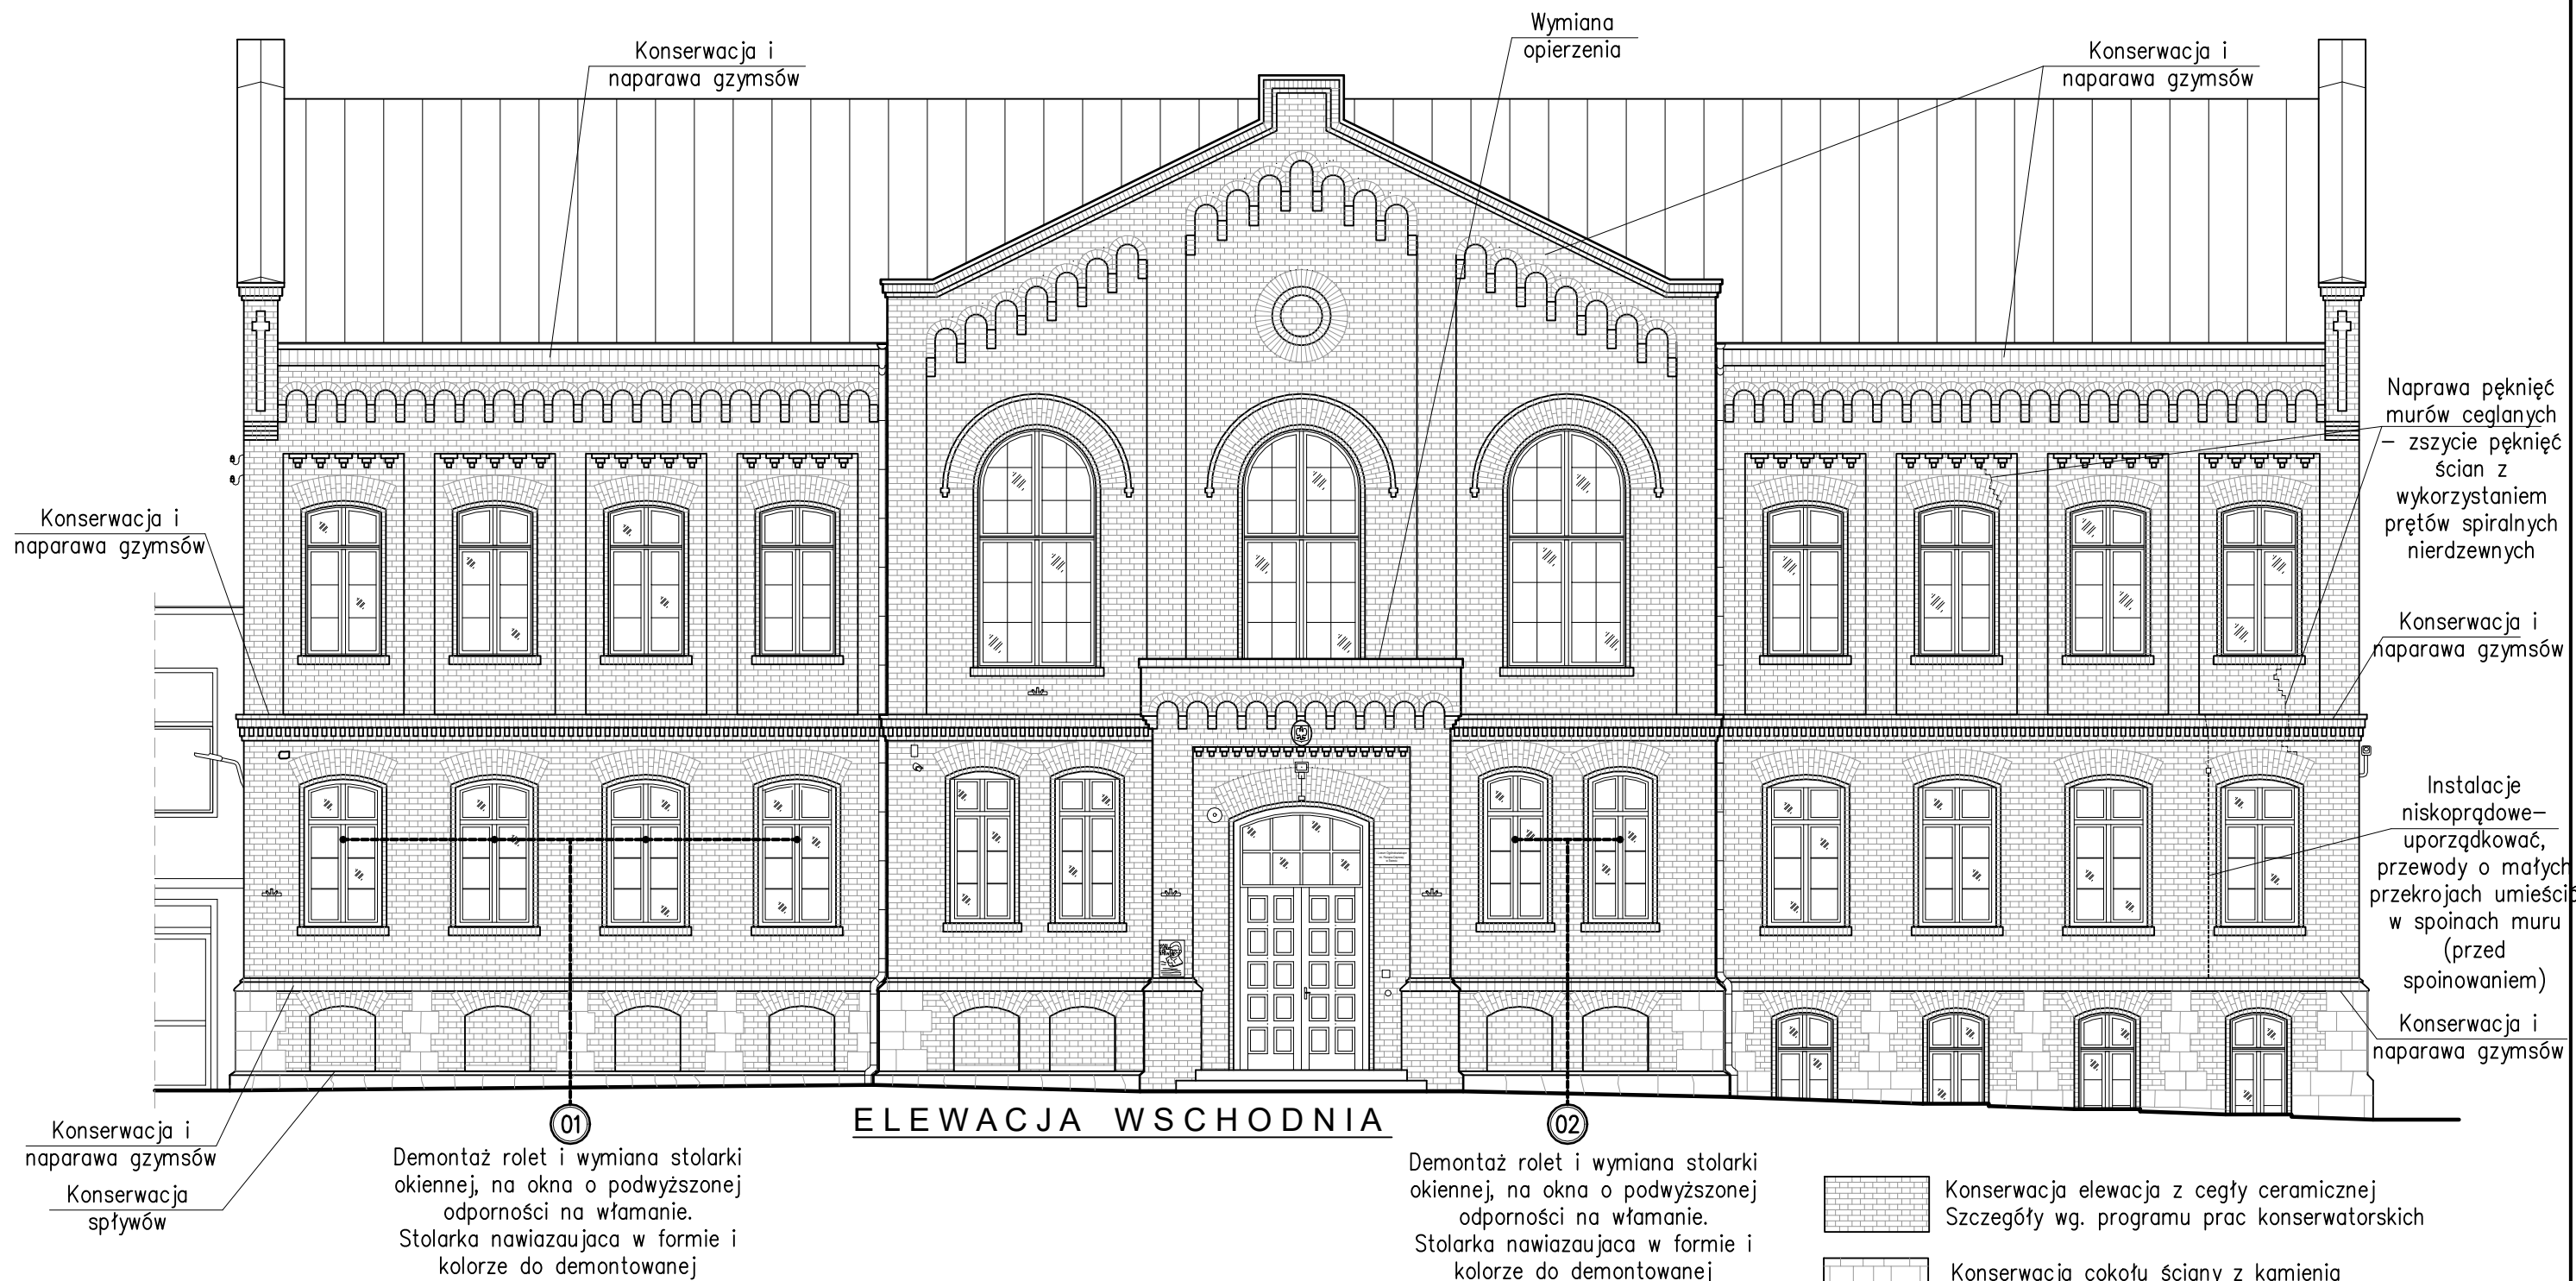 Wymiana
opierzenia
Konserwacja i
naparawa gzymsów
Konserwacja i
naparawa gzymsów
Naprawa pęknięć
murów ceglanych
– zszycie pęknięć
ścian z
wykorzystaniem
prętów spiralnych
nierdzewnych
Konserwacja i
naparawa gzymsów
Konserwacja i
naparawa gzymsów
Instalacje
niskoprądowe–
uporządkować,
przewody o małych
przekrojach umieścić
w spoinach muru
(przed
spoinowaniem)
Konserwacja i
naparawa gzymsów
Konserwacja i
naparawa gzymsów
Konserwacja
spływów
01
Demontaż rolet i wymiana stolarki
okiennej, na okna o podwyższonej
odporności na włamanie.
Stolarka nawiazaujaca w formie i
kolorze do demontowanej
ELEWACJA WSCHODNIA
02
Demontaż rolet i wymiana stolarki
okiennej, na okna o podwyższonej
odporności na włamanie.
Stolarka nawiazaujaca w formie i
kolorze do demontowanej
Konserwacja elewacja z cegły ceramicznej
Szczegóły wg. programu prac konserwatorskich
Konserwacja cokołu ściany z kamienia